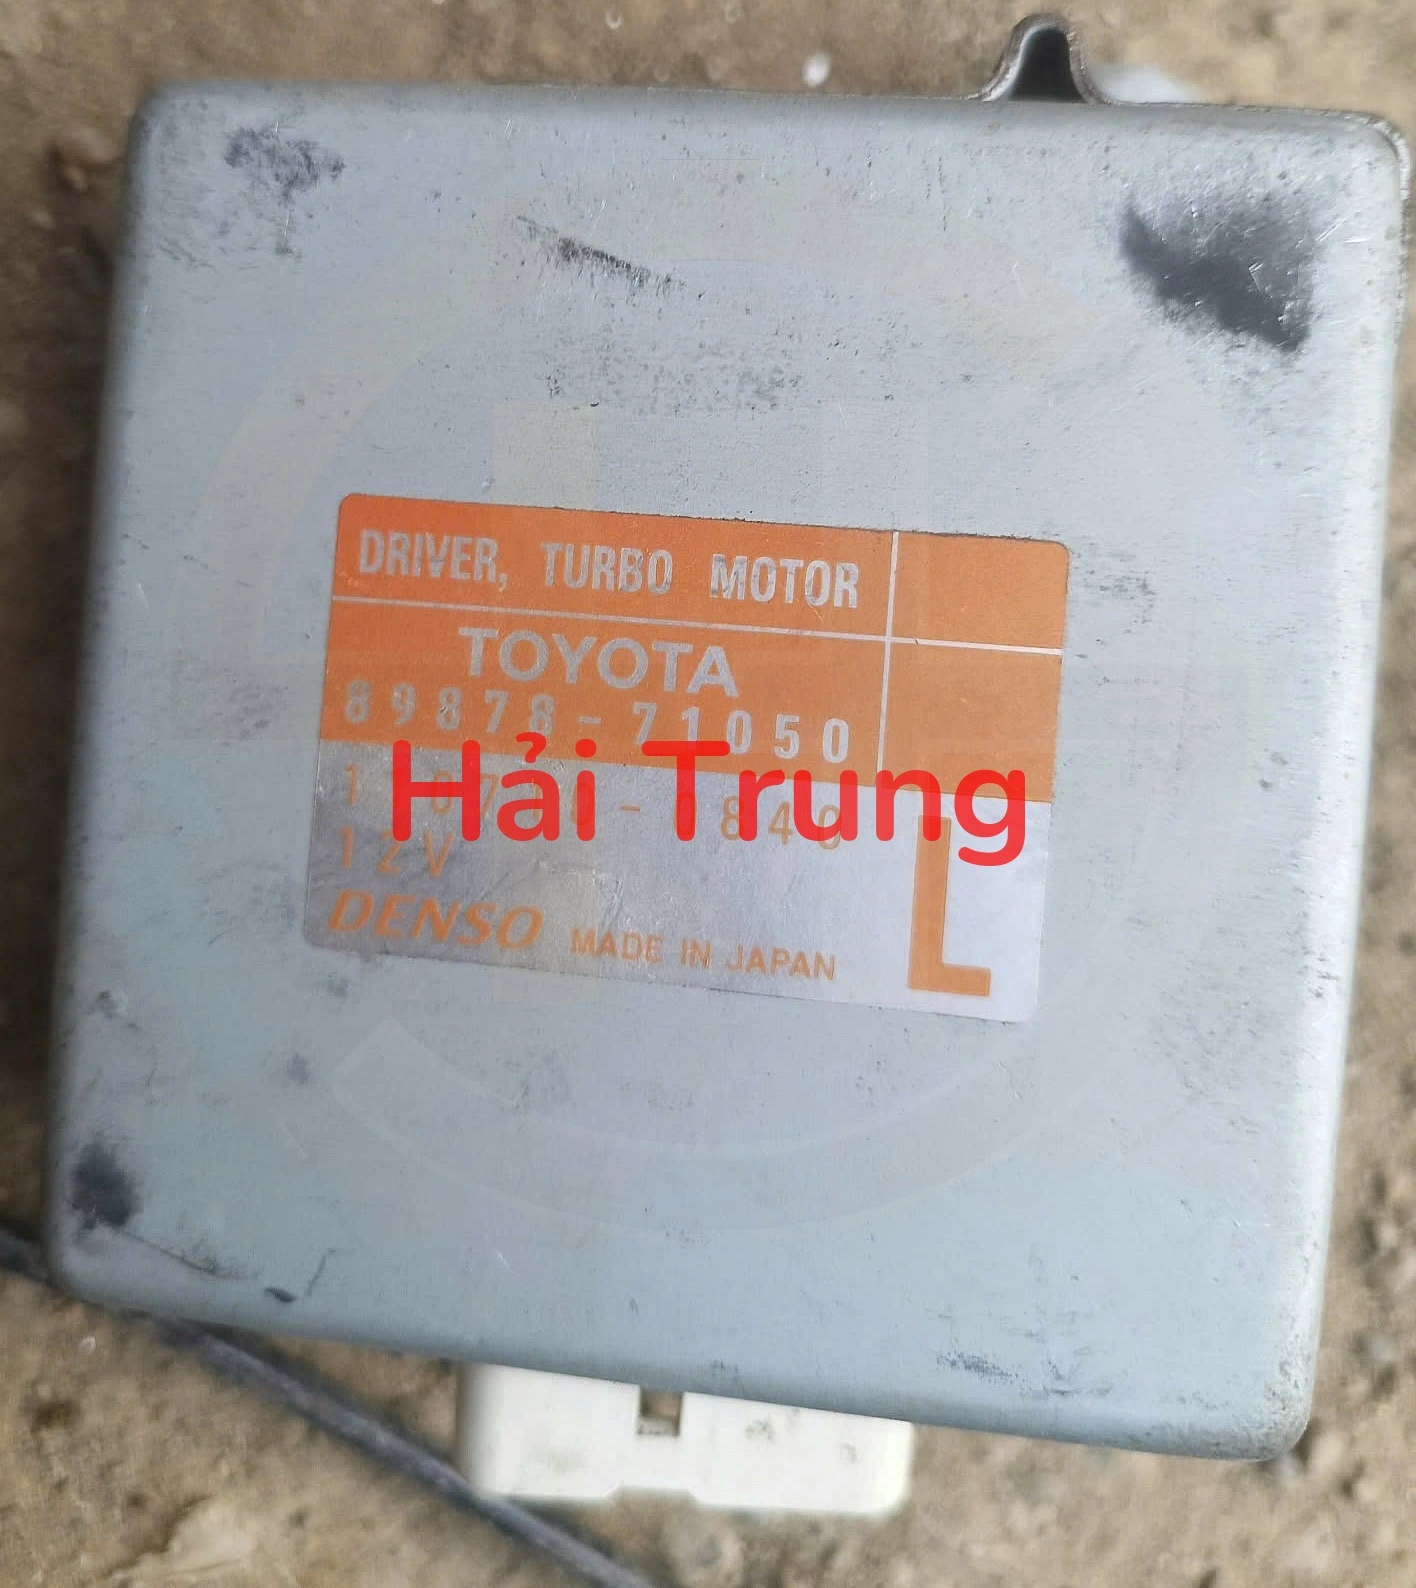 DRIVER, TURBO MOTOR
TOYOTA
89878-71050
Hải Trung
12V
L
DENSO MADE IN JAPAN